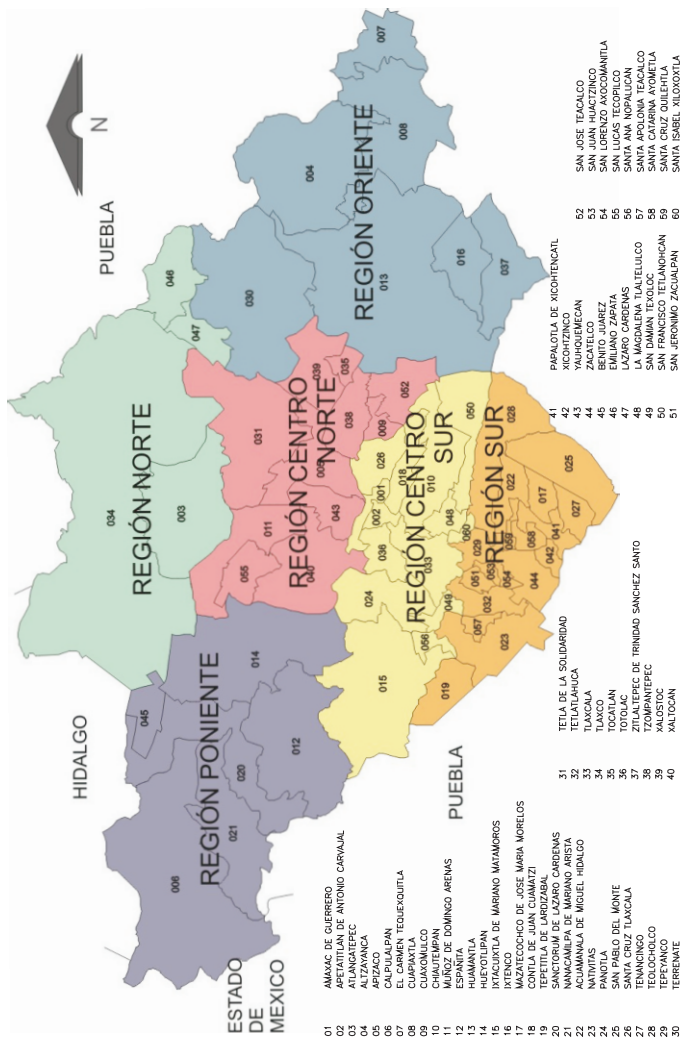 N
PUEBLA
HIDALGO
ESTADO
DE
MEXICO
PUEBLA
REGIÓN NORTE
034
003
046
047
REGIÓN ORIENTE
007
008
004
030
013
016
037
REGIÓN PONIENTE
045
014
006
020
021
012
REGIÓN CENTRO
NORTE
031
039
035
038
005
011
055
040
043
009
052
REGIÓN CENTRO
SUR
026
018
001
010
002
050
036
048
033
060
024
049
056
015
REGIÓN SUR
028
022
025
017
027
041
029
059
058
051
053
042
054
044
032
057
023
019
01 AMAXAC DE GUERRERO
02 APETATITLAN DE ANTONIO CARVAJAL
03 ATLANGATEPEC
04 ALTZAYANCA
05 APIZACO
06 CALPULALPAN
07 EL CARMEN TEQUEXQUITLA
08 CUAPIAXTLA
09 CUAXOMULCO
10 CHIAUTEMPAN
11 MUÑOZ DE DOMINGO ARENAS
12 ESPAÑITA
13 HUAMANTLA
14 HUEYOTLIPAN
15 IXTACUIXTLA DE MARIANO MATAMOROS
16 IXTENCO
17 MAZATECOCHCO DE JOSE MARIA MORELOS
18 CONTLA DE JUAN CUAMATZI
19 TEPETITLA DE LARDIZABAL
20 SANCTORUM DE LAZARO CARDENAS
21 NANACAMILPA DE MARIANO ARISTA
22 ACUAMANALA DE MIGUEL HIDALGO
23 NATIVITAS
24 PANOTLA
25 SAN PABLO DEL MONTE
26 SANTA CRUZ TLAXCALA
27 TENANCINGO
28 TEOLOCHOLCO
29 TEPEYANCO
30 TERRENATE
31 TETLA DE LA SOLIDARIDAD
32 TETLATLAHUCA
33 TLAXCALA
34 TLAXCO
35 TOCATLAN
36 TOTOLAC
37 ZITLALTEPEC DE TRINIDAD SANCHEZ SANTO
38 TZOMPANTEPEC
39 XALOSTOC
40 XALTOCAN
41 PAPALOTLA DE XICOHTENCATL
42 XICOHTZINCO
43 YAUHQUEMECAN
44 ZACATELCO
45 BENITO JUAREZ
46 EMILIANO ZAPATA
47 LAZARO CARDENAS
48 LA MAGDALENA TLALTELULCO
49 SAN DAMIAN TEXOLOC
50 SAN FRANCISCO TETLANOHCAN
51 SAN JERONIMO ZACUALPAN
52 SAN JOSE TEACALCO
53 SAN JUAN HUACTZINCO
54 SAN LORENZO AXOCOMANITLA
55 SAN LUCAS TECOPILCO
56 SANTA ANA NOPALUCAN
57 SANTA APOLONIA TEACALCO
58 SANTA CATARINA AYOMETLA
59 SANTA CRUZ QUILEHTLA
60 SANTA ISABEL XILOXOXTLA